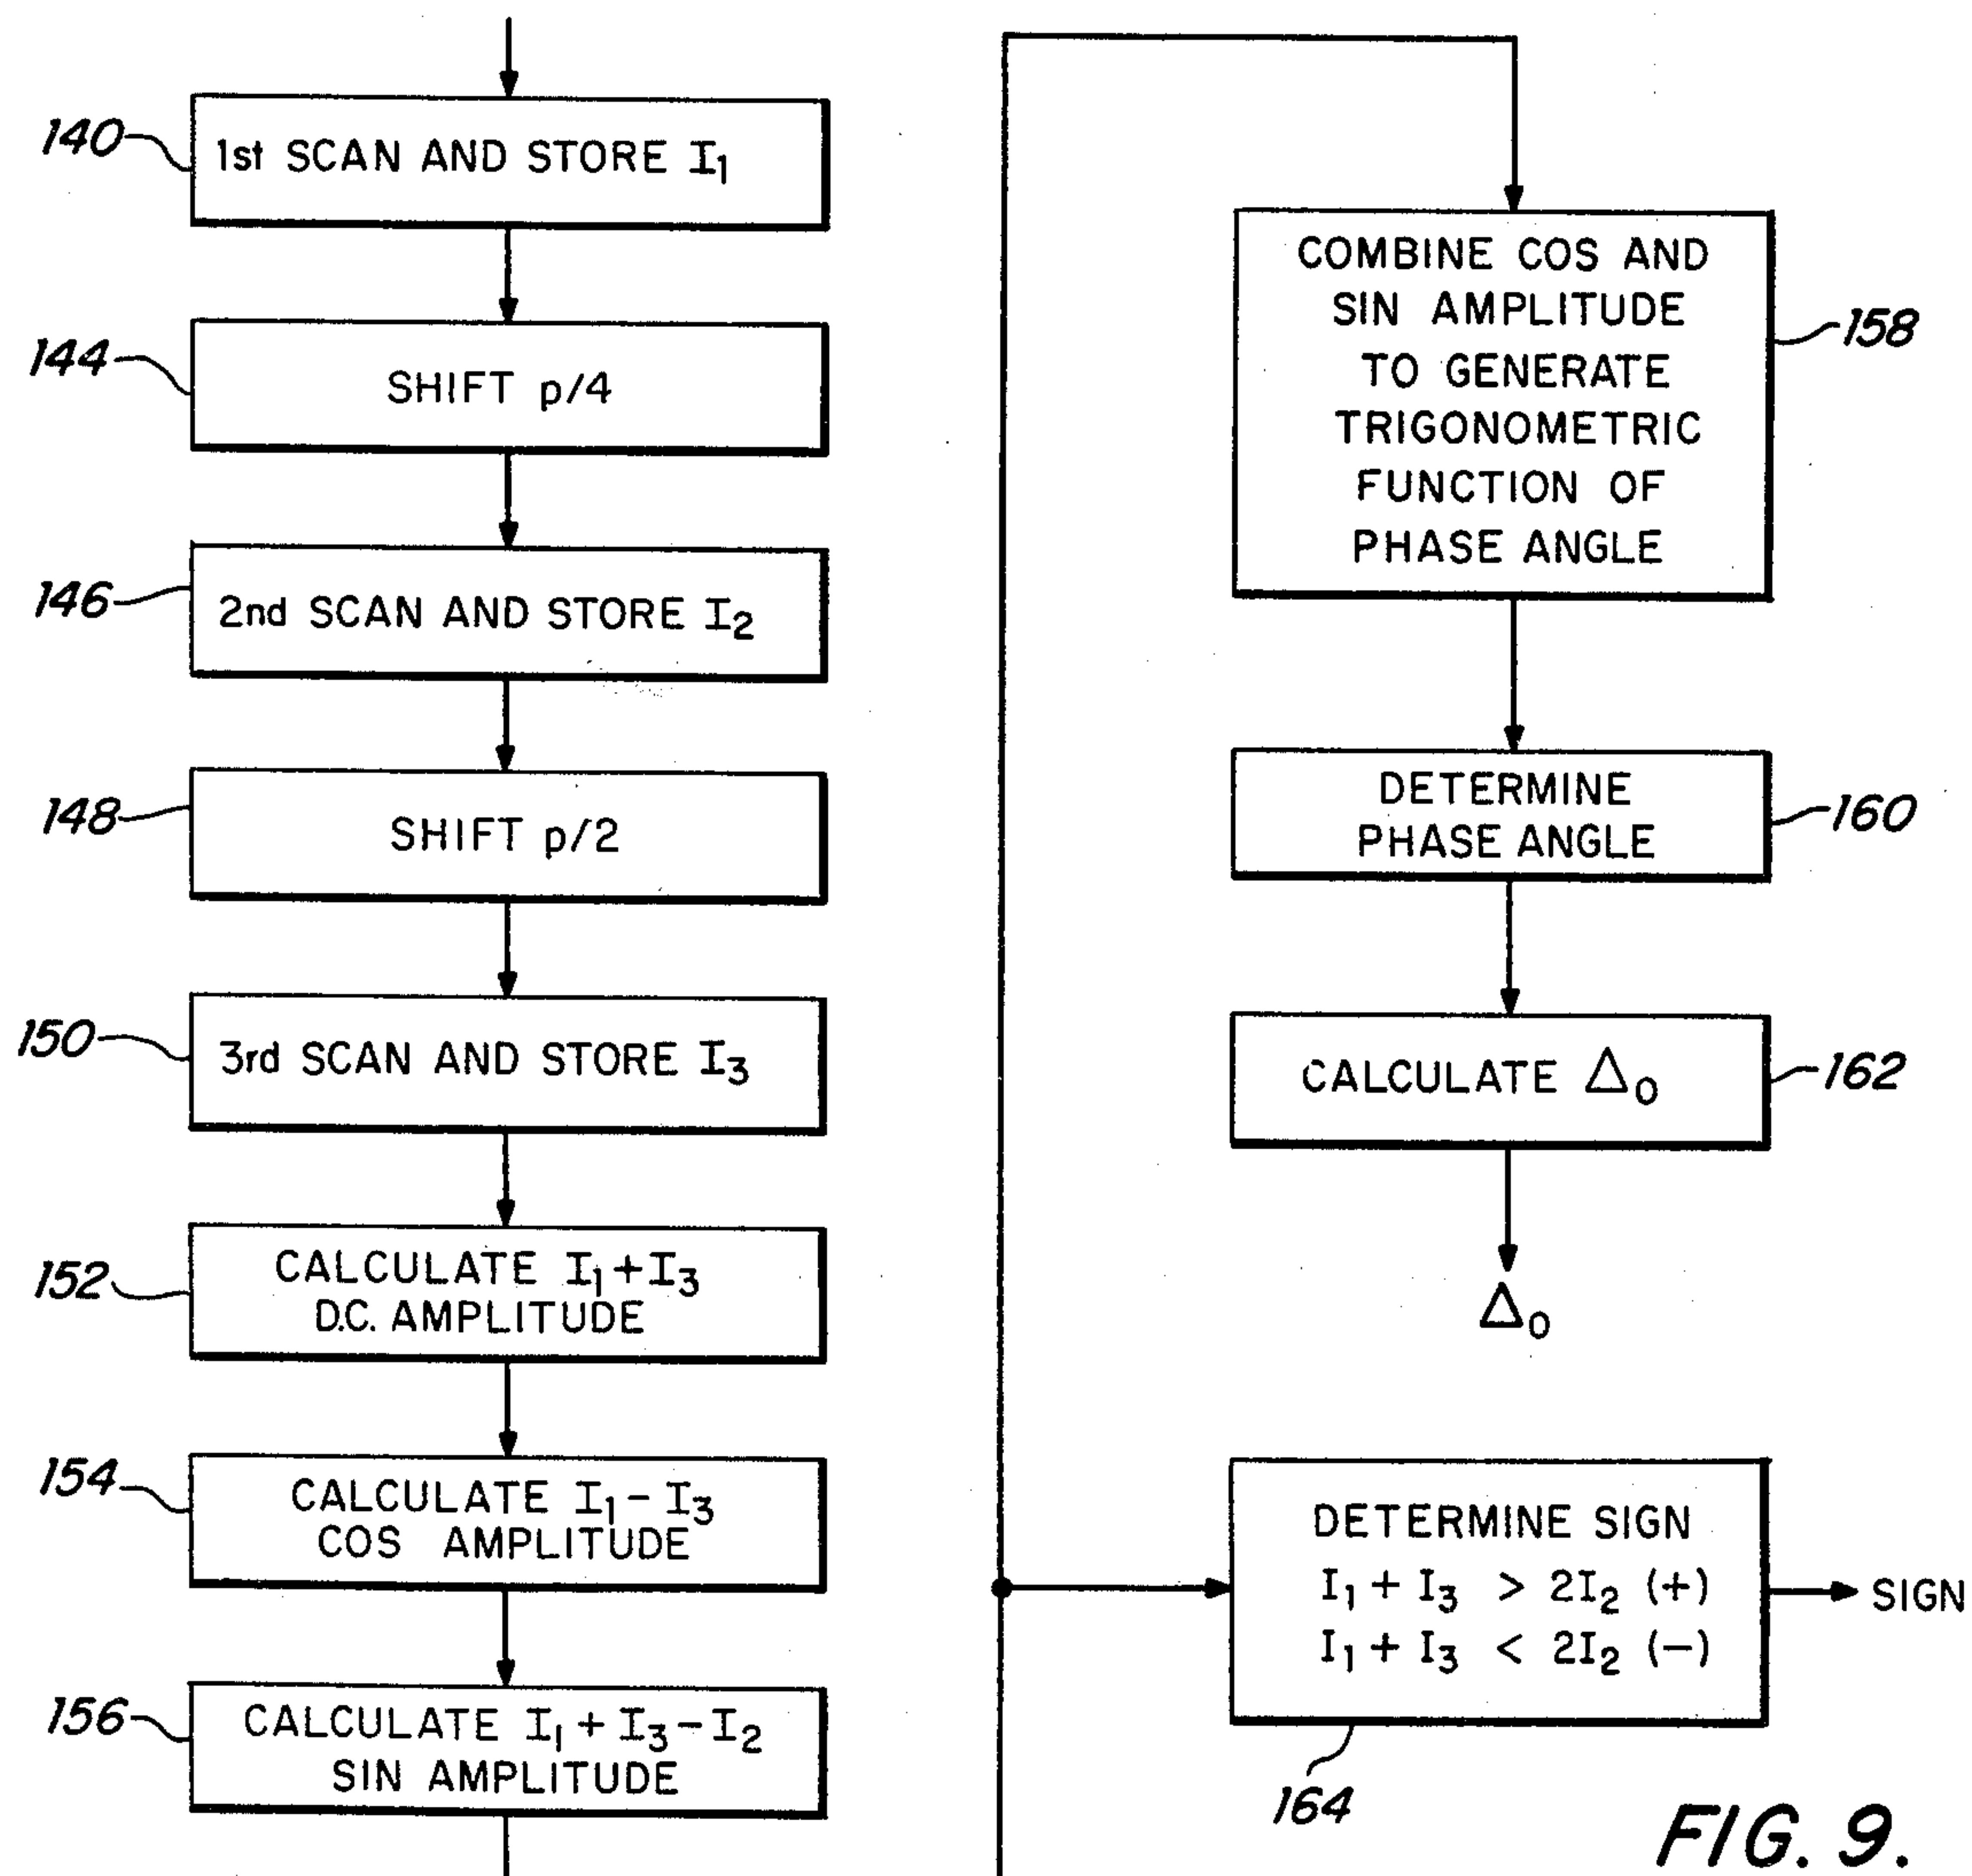 140
1st SCAN AND STORE I₁
144
SHIFT p/4
146
2nd SCAN AND STORE I₂
148
SHIFT p/2
150
3rd SCAN AND STORE I₃
152
CALCULATE I₁+I₃
D.C. AMPLITUDE
154
CALCULATE I₁-I₃
COS AMPLITUDE
156
CALCULATE I₁+I₃-I₂
SIN AMPLITUDE
COMBINE COS AND
SIN AMPLITUDE
TO GENERATE
TRIGONOMETRIC
FUNCTION OF
PHASE ANGLE
158
DETERMINE
PHASE ANGLE
160
CALCULATE Δ₀
162
Δ₀
DETERMINE SIGN
I₁ + I₃ > 2I₂ (+)
I₁ + I₃ < 2I₂ (−)
SIGN
164
FIG. 9.